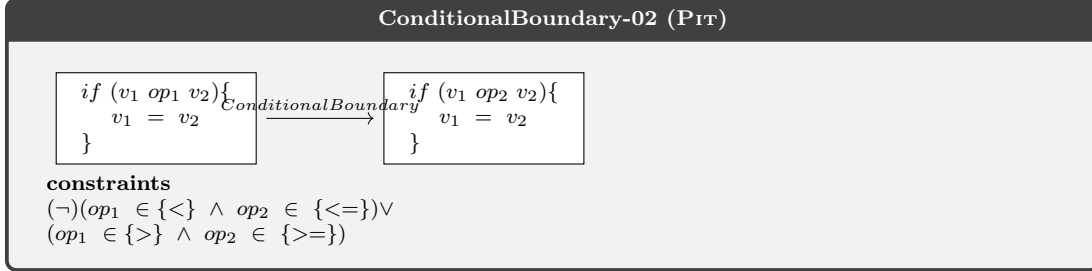 ConditionalBoundary-02 (PIT)
if (v₁ op₁ v₂){
v₁ = v₂
}
ConditionalBoundary
if (v₁ op₂ v₂){
v₁ = v₂
}
constraints
(¬)(op₁ ∈ {<} ∧ op₂ ∈ {<=})∨
(op₁ ∈ {>} ∧ op₂ ∈ {>=})